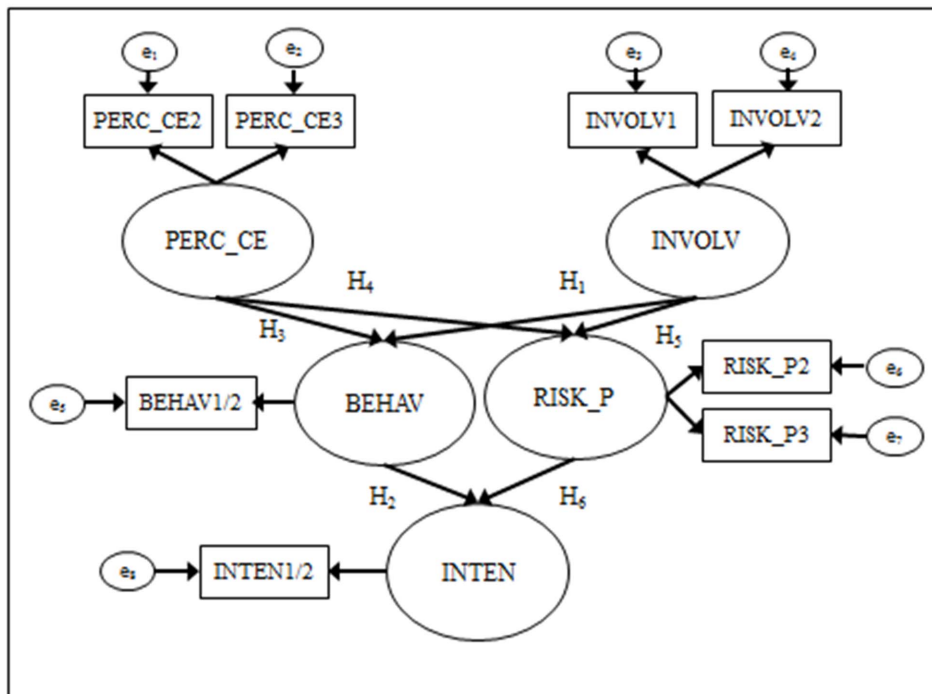 e₁
e₂
e₃
e₄
PERC_CE2
PERC_CE3
INVOLV1
INVOLV2
PERC_CE
INVOLV
H₄
H₁
H₃
H₅
RISK_P2
e₆
e₅
BEHAV1/2
BEHAV
RISK_P
RISK_P3
e₇
H₂
H₆
e₈
INTEN1/2
INTEN